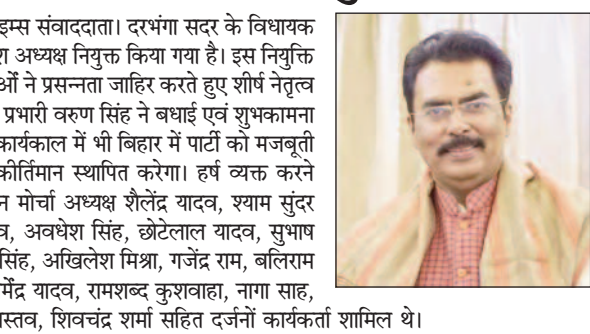 इम्स संवाददाता। दरभंगा सदर के विधायक
अध्यक्ष नियुक्त किया गया है। इस नियुक्ति
ओं ने प्रसन्नता जाहिर करते हुए शीर्ष नेतृत्व
प्रभारी वरुण सिंह ने बधाई एवं शुभकामना
कार्यकाल में भी बिहार में पार्टी को मजबूती
कीर्तिमान स्थापित करेगा। हर्ष व्यक्त करने
न मोर्चा अध्यक्ष शैलेंद्र यादव, श्याम सुंदर
व, अवधेश सिंह, छोटेलाल यादव, सुभाष
सिंह, अखिलेश मिश्रा, गजेंद्र राम, बलिराम
र्मेंद्र यादव, रामशब्द कुशवाहा, नागा साह,
स्तव, शिवचंद्र शर्मा सहित दर्जनों कार्यकर्ता शामिल थे।